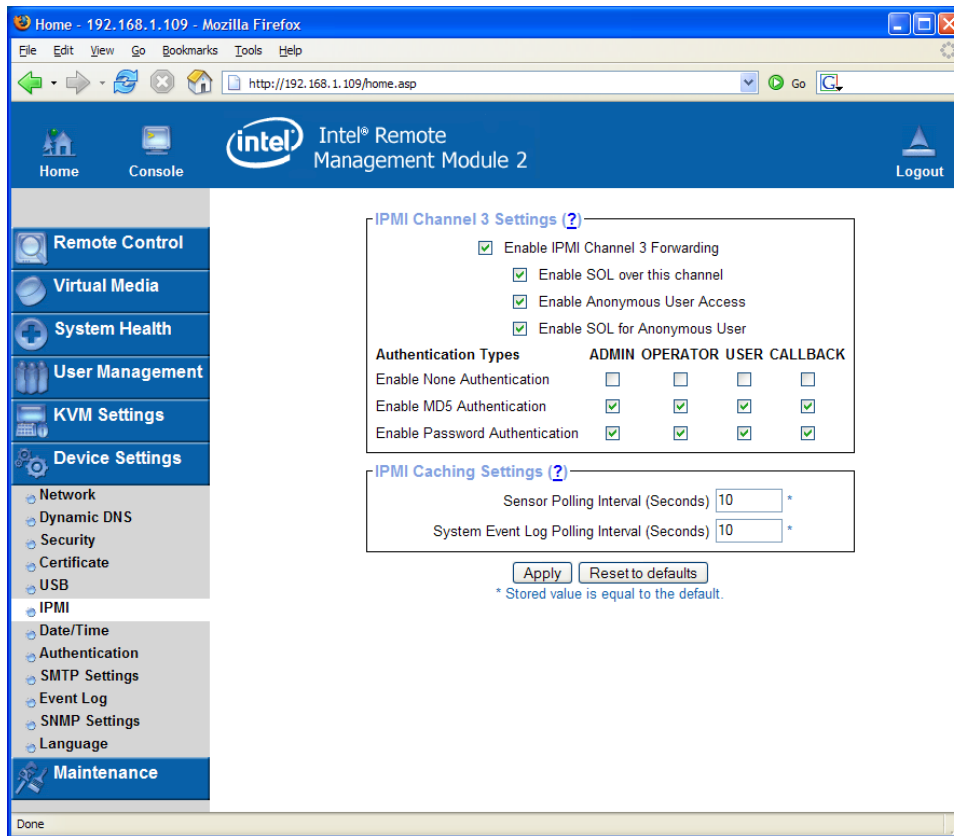 Home - 192.168.1.109 - Mozilla Firefox
File Edit View Go Bookmarks Tools Help
http://192.168.1.109/home.asp Go G
Home Console intel® Intel® Remote
Management Module 2 Logout
Remote Control
Virtual Media
System Health
User Management
KVM Settings
Device Settings
Network
Dynamic DNS
Security
Certificate
USB
IPMI
Date/Time
Authentication
SMTP Settings
Event Log
SNMP Settings
Language
Maintenance
IPMI Channel 3 Settings (?)
Enable IPMI Channel 3 Forwarding
Enable SOL over this channel
Enable Anonymous User Access
Enable SOL for Anonymous User
Authentication Types ADMIN OPERATOR USER CALLBACK
Enable None Authentication
Enable MD5 Authentication
Enable Password Authentication
IPMI Caching Settings (?)
Sensor Polling Interval (Seconds) 10 *
System Event Log Polling Interval (Seconds) 10 *
Apply Reset to defaults
* Stored value is equal to the default.
Done